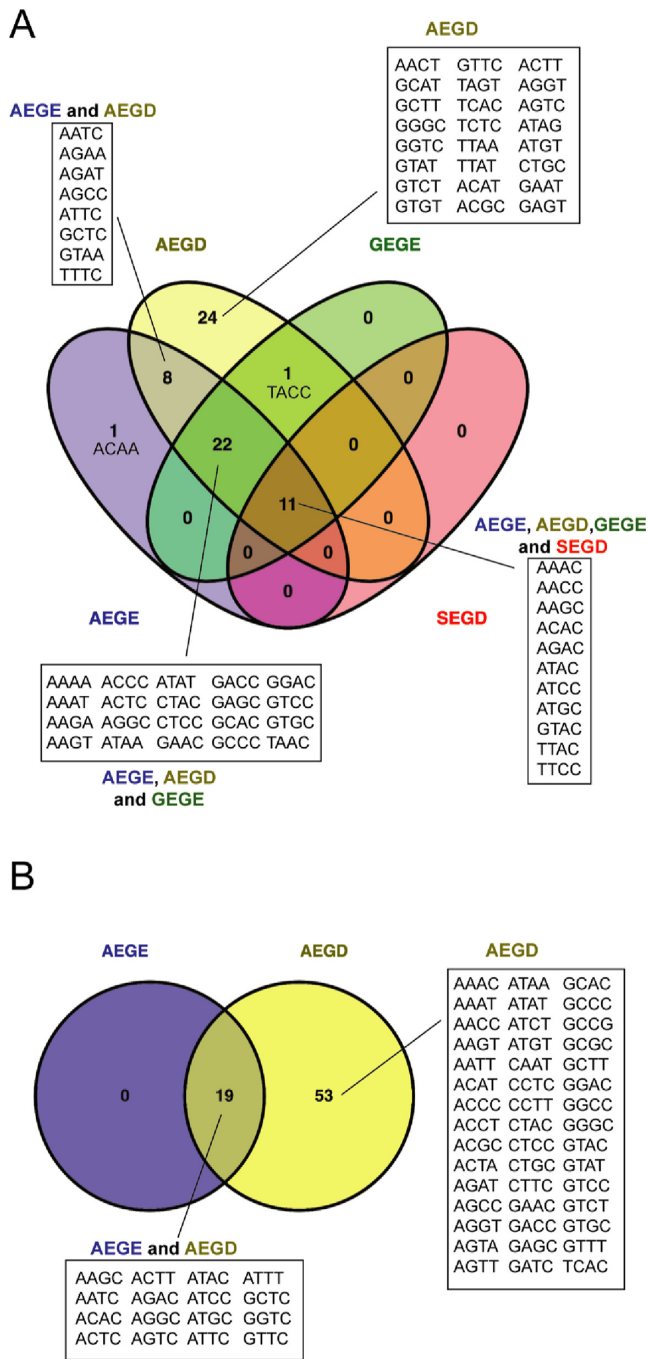 A
AEGD
AACT GTTC ACTT
GCAT TAGT AGGT
GCTT TCAC AGTC
GGGC TCTC ATAG
GGTC TTAA ATGT
GTAT TTAT CTGC
GTCT ACAT GAAT
GTGT ACGC GAGT
AEGE and AEGD
AATC
AGAA
AGAT
AGCC
ATTC
GCTC
GTAA
TTTC
AEGD GEGE
24 0
8 1 0
TACC
1 22 0 0
ACAA
0 11 0
0 0
0
AEGE SEGD
AEGE, AEGD,GEGE
and SEGD
AAAC
AACC
AAGC
ACAC
AGAC
ATAC
ATCC
ATGC
GTAC
TTAC
TTCC
AAAA ACCC ATAT GACC GGAC
AAAT ACTC CTAC GAGC GTCC
AAGA AGGC CTCC GCAC GTGC
AAGT ATAA GAAC GCCC TAAC
AEGE, AEGD
and GEGE
B
AEGE AEGD
0 19 53
AEGD
AAAC ATAA GCAC
AAAT ATAT GCCC
AACC ATCT GCCG
AAGT ATGT GCGC
AATT CAAT GCTT
ACAT CCTC GGAC
ACCC CCTT GGCC
ACCT CTAC GGGC
ACGC CTCC GTAC
ACTA CTGC GTAT
AGAT CTTC GTCC
AGCC GAAC GTCT
AGGT GACC GTGC
AGTA GAGC GTTT
AGTT GATC TCAC
AEGE and AEGD
AAGC ACTT ATAC ATTT
AATC AGAC ATCC GCTC
ACAC AGGC ATGC GGTC
ACTC AGTC ATTC GTTC